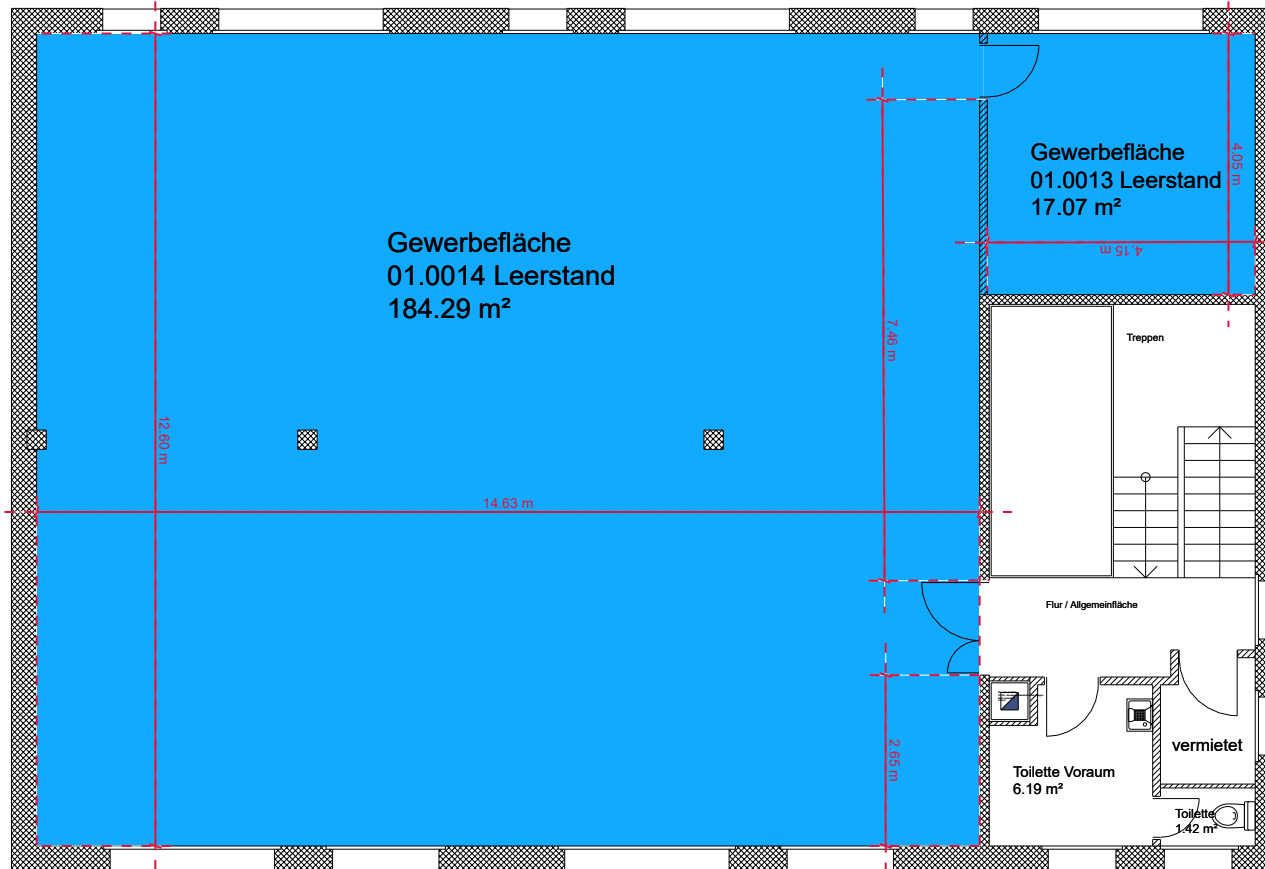 Gewerbefläche
01.0013 Leerstand
17.07 m²
4.05 m
4.15 m
Gewerbefläche
01.0014 Leerstand
184.29 m²
7.46 m
Treppen
12.60 m
14.63 m
Flur / Allgemeinfläche
2.65 m
vermietet
Toilette Voraum
6.19 m²
Toilette
1.42 m²